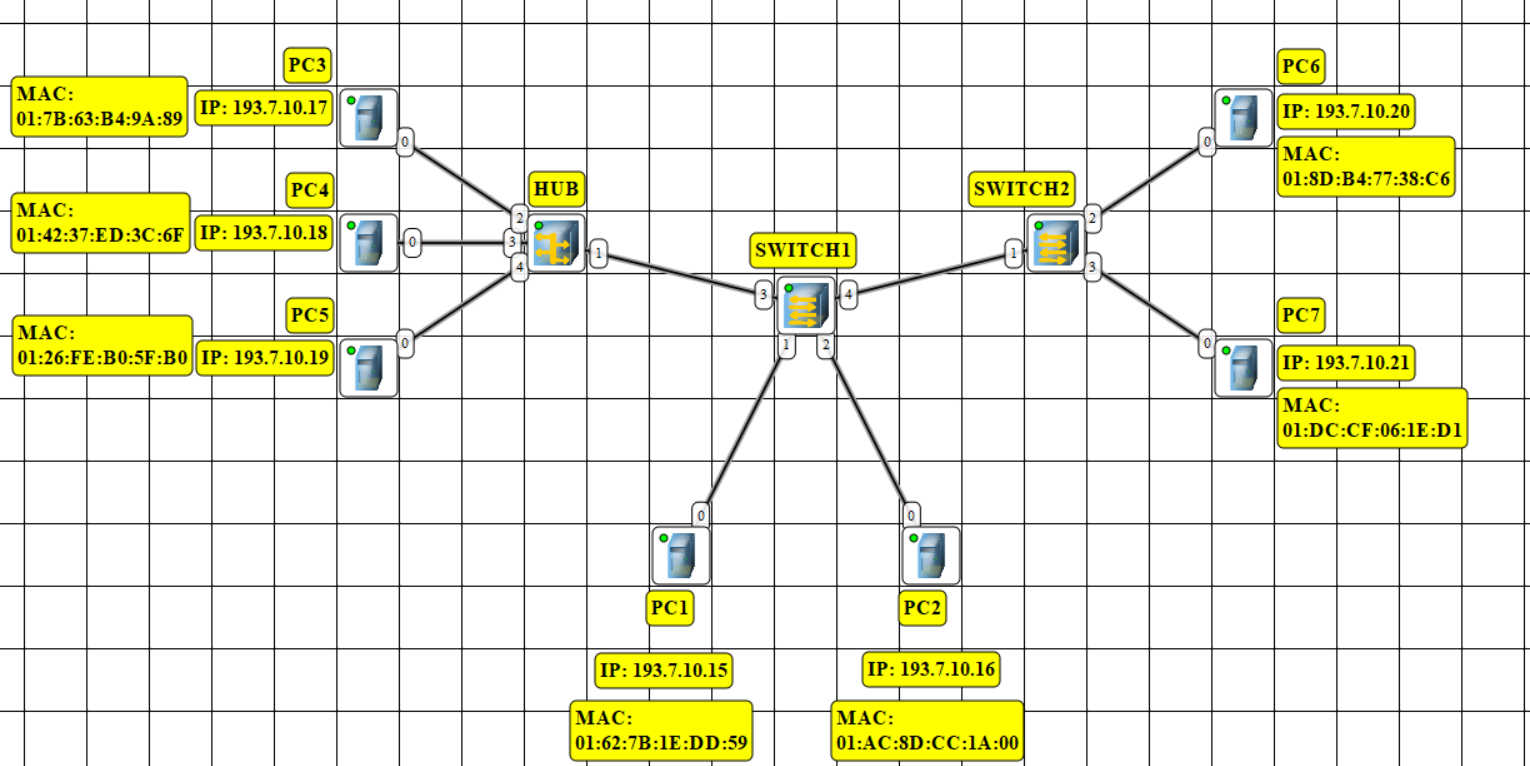 PC3
MAC:
01:7B:63:B4:9A:89
IP: 193.7.10.17
0
PC4
MAC:
01:42:37:ED:3C:6F
IP: 193.7.10.18
0
PC5
MAC:
01:26:FE:B0:5F:B0
IP: 193.7.10.19
0
HUB
2
3
4
1
SWITCH1
3
4
1
2
SWITCH2
1
2
3
PC6
IP: 193.7.10.20
MAC:
01:8D:B4:77:38:C6
0
PC7
IP: 193.7.10.21
MAC:
01:DC:CF:06:1E:D1
0
0
PC1
IP: 193.7.10.15
MAC:
01:62:7B:1E:DD:59
0
PC2
IP: 193.7.10.16
MAC:
01:AC:8D:CC:1A:00